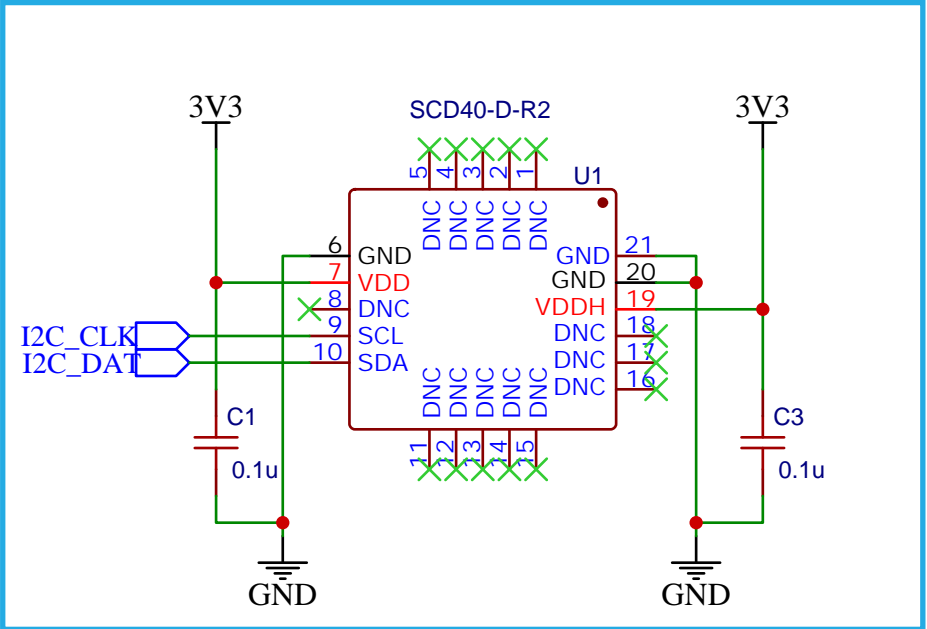 3V3
SCD40-D-R2
3V3
U1
5 4 3 2 1
DNC DNC DNC DNC DNC
6 GND
7 VDD
8 DNC
9 SCL
10 SDA
I2C_CLK
I2C_DAT
GND 21
GND 20
VDDH 19
DNC 18
DNC 17
DNC 16
DNC DNC DNC DNC DNC
11 12 13 14 15
C1
0.1u
C3
0.1u
GND
GND